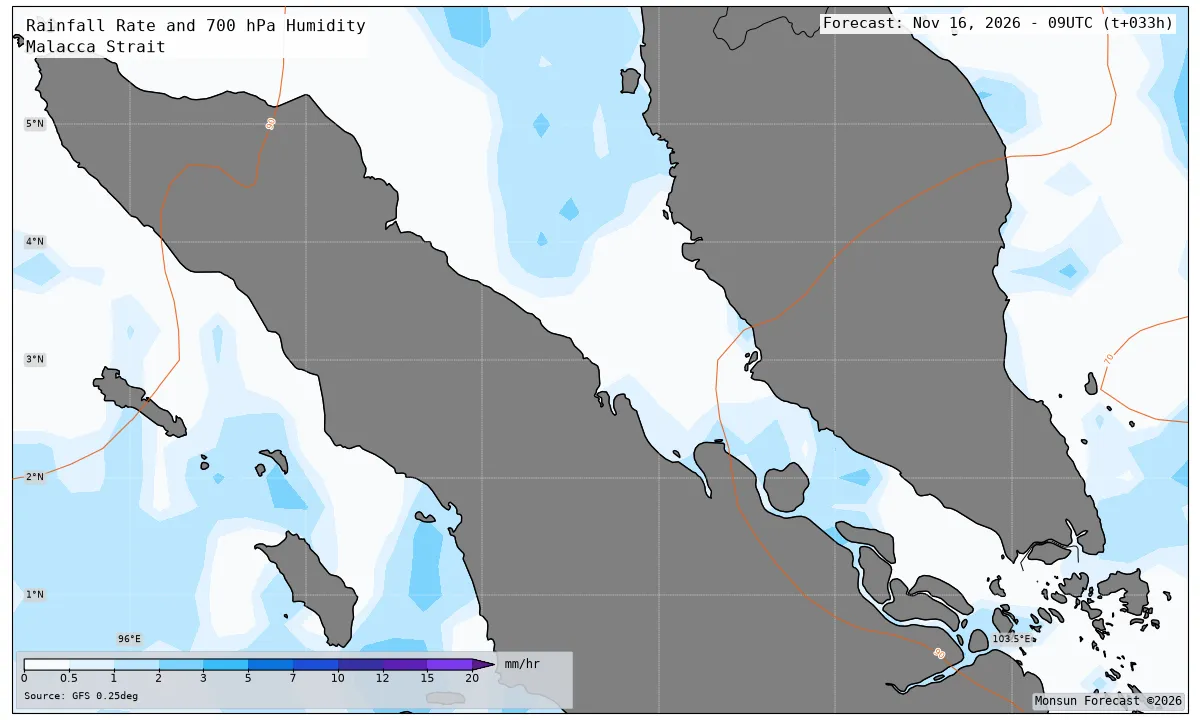 Rainfall Rate and 700 hPa Humidity
Malacca Strait
Forecast: Nov 16, 2026 - 09UTC (t+033h)
90
5°N
4°N
3°N
70
2°N
1°N
96°E
103.5°E
80
mm/hr
0 0.5 1 2 3 5 7 10 12 15 20
Source: GFS 0.25deg
Monsun Forecast ©2026